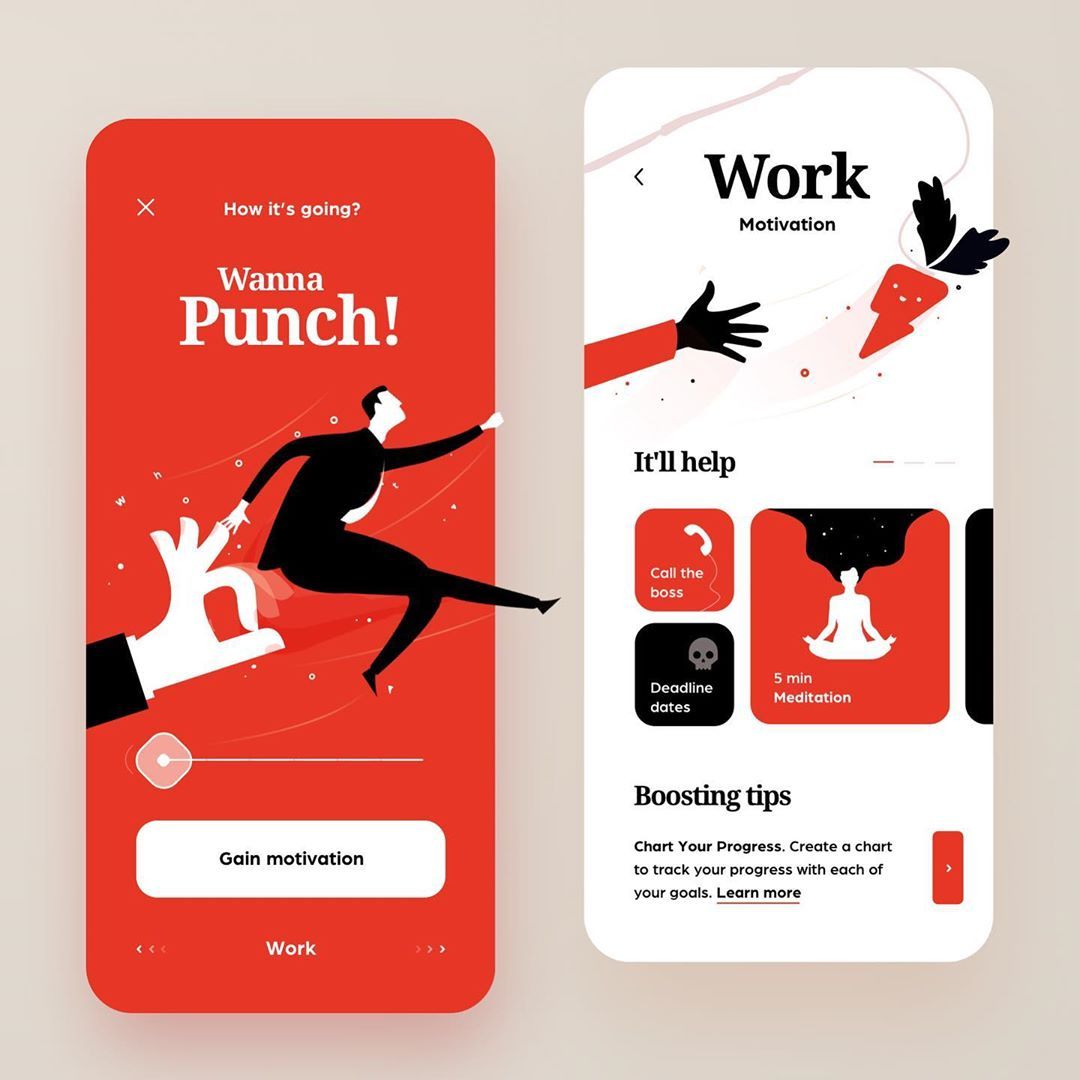 How it's going?
Wanna
Punch!
W h
t
Gain motivation
Work
Work
Motivation
It'll help
Call the
boss
Deadline
dates
5 min
Meditation
Boosting tips
Chart Your Progress. Create a chart
to track your progress with each of
your goals. Learn more